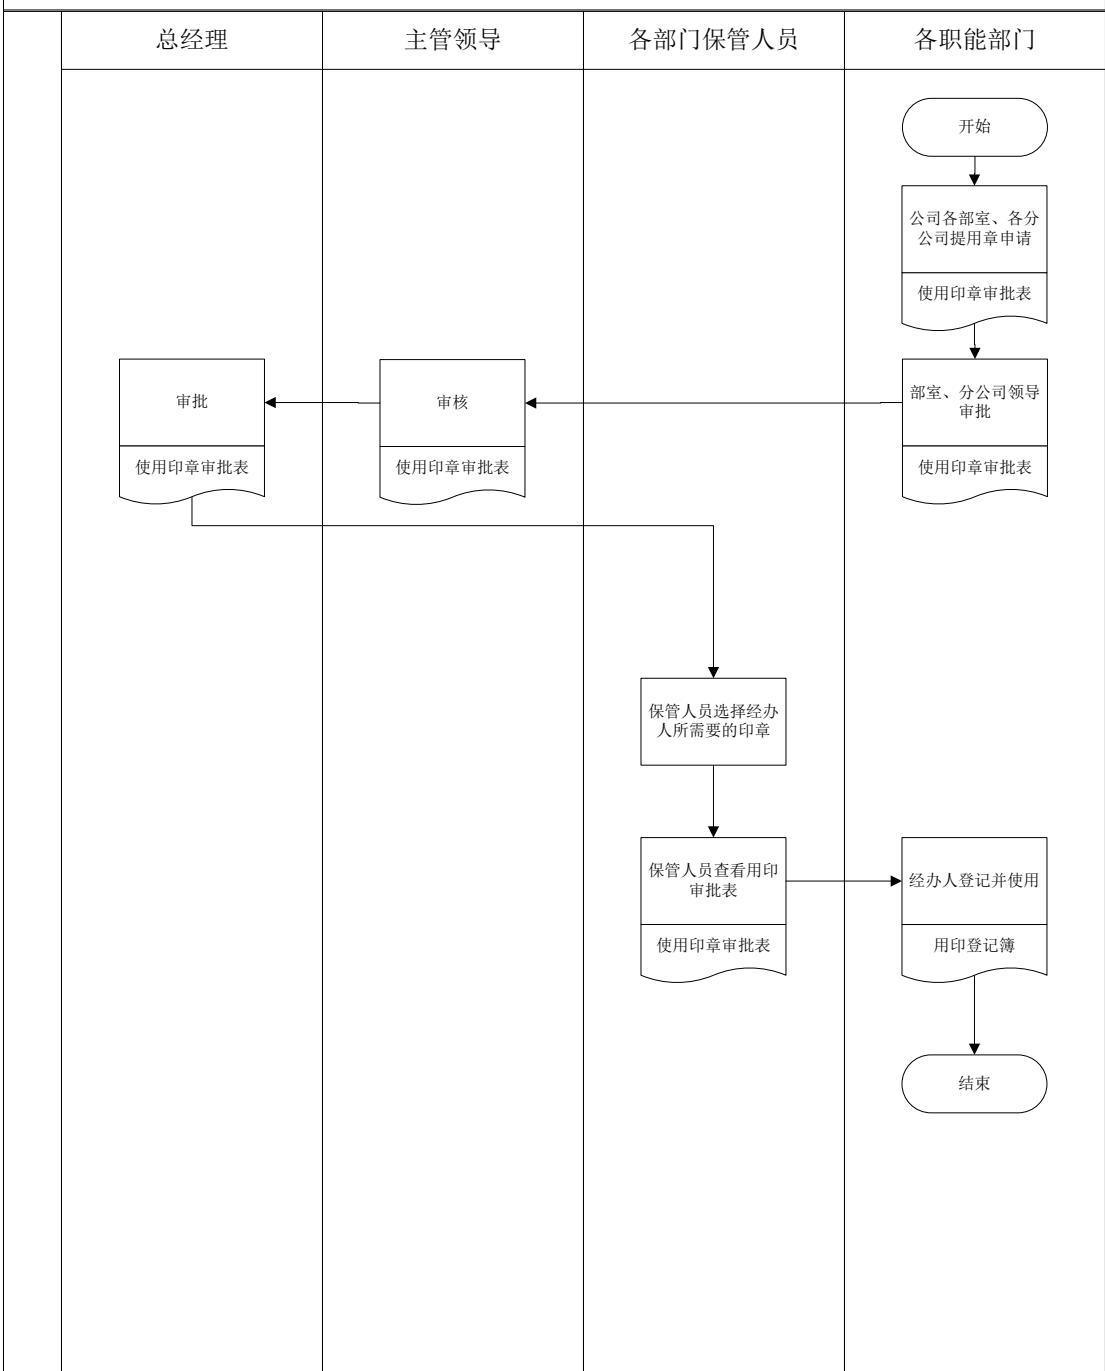 总经理
主管领导
各部门保管人员
各职能部门
开始
公司各部室、各分
公司提用章申请
使用印章审批表
审批
使用印章审批表
审核
使用印章审批表
部室、分公司领导
审批
使用印章审批表
保管人员选择经办
人所需要的印章
保管人员查看用印
审批表
使用印章审批表
经办人登记并使用
用印登记簿
结束